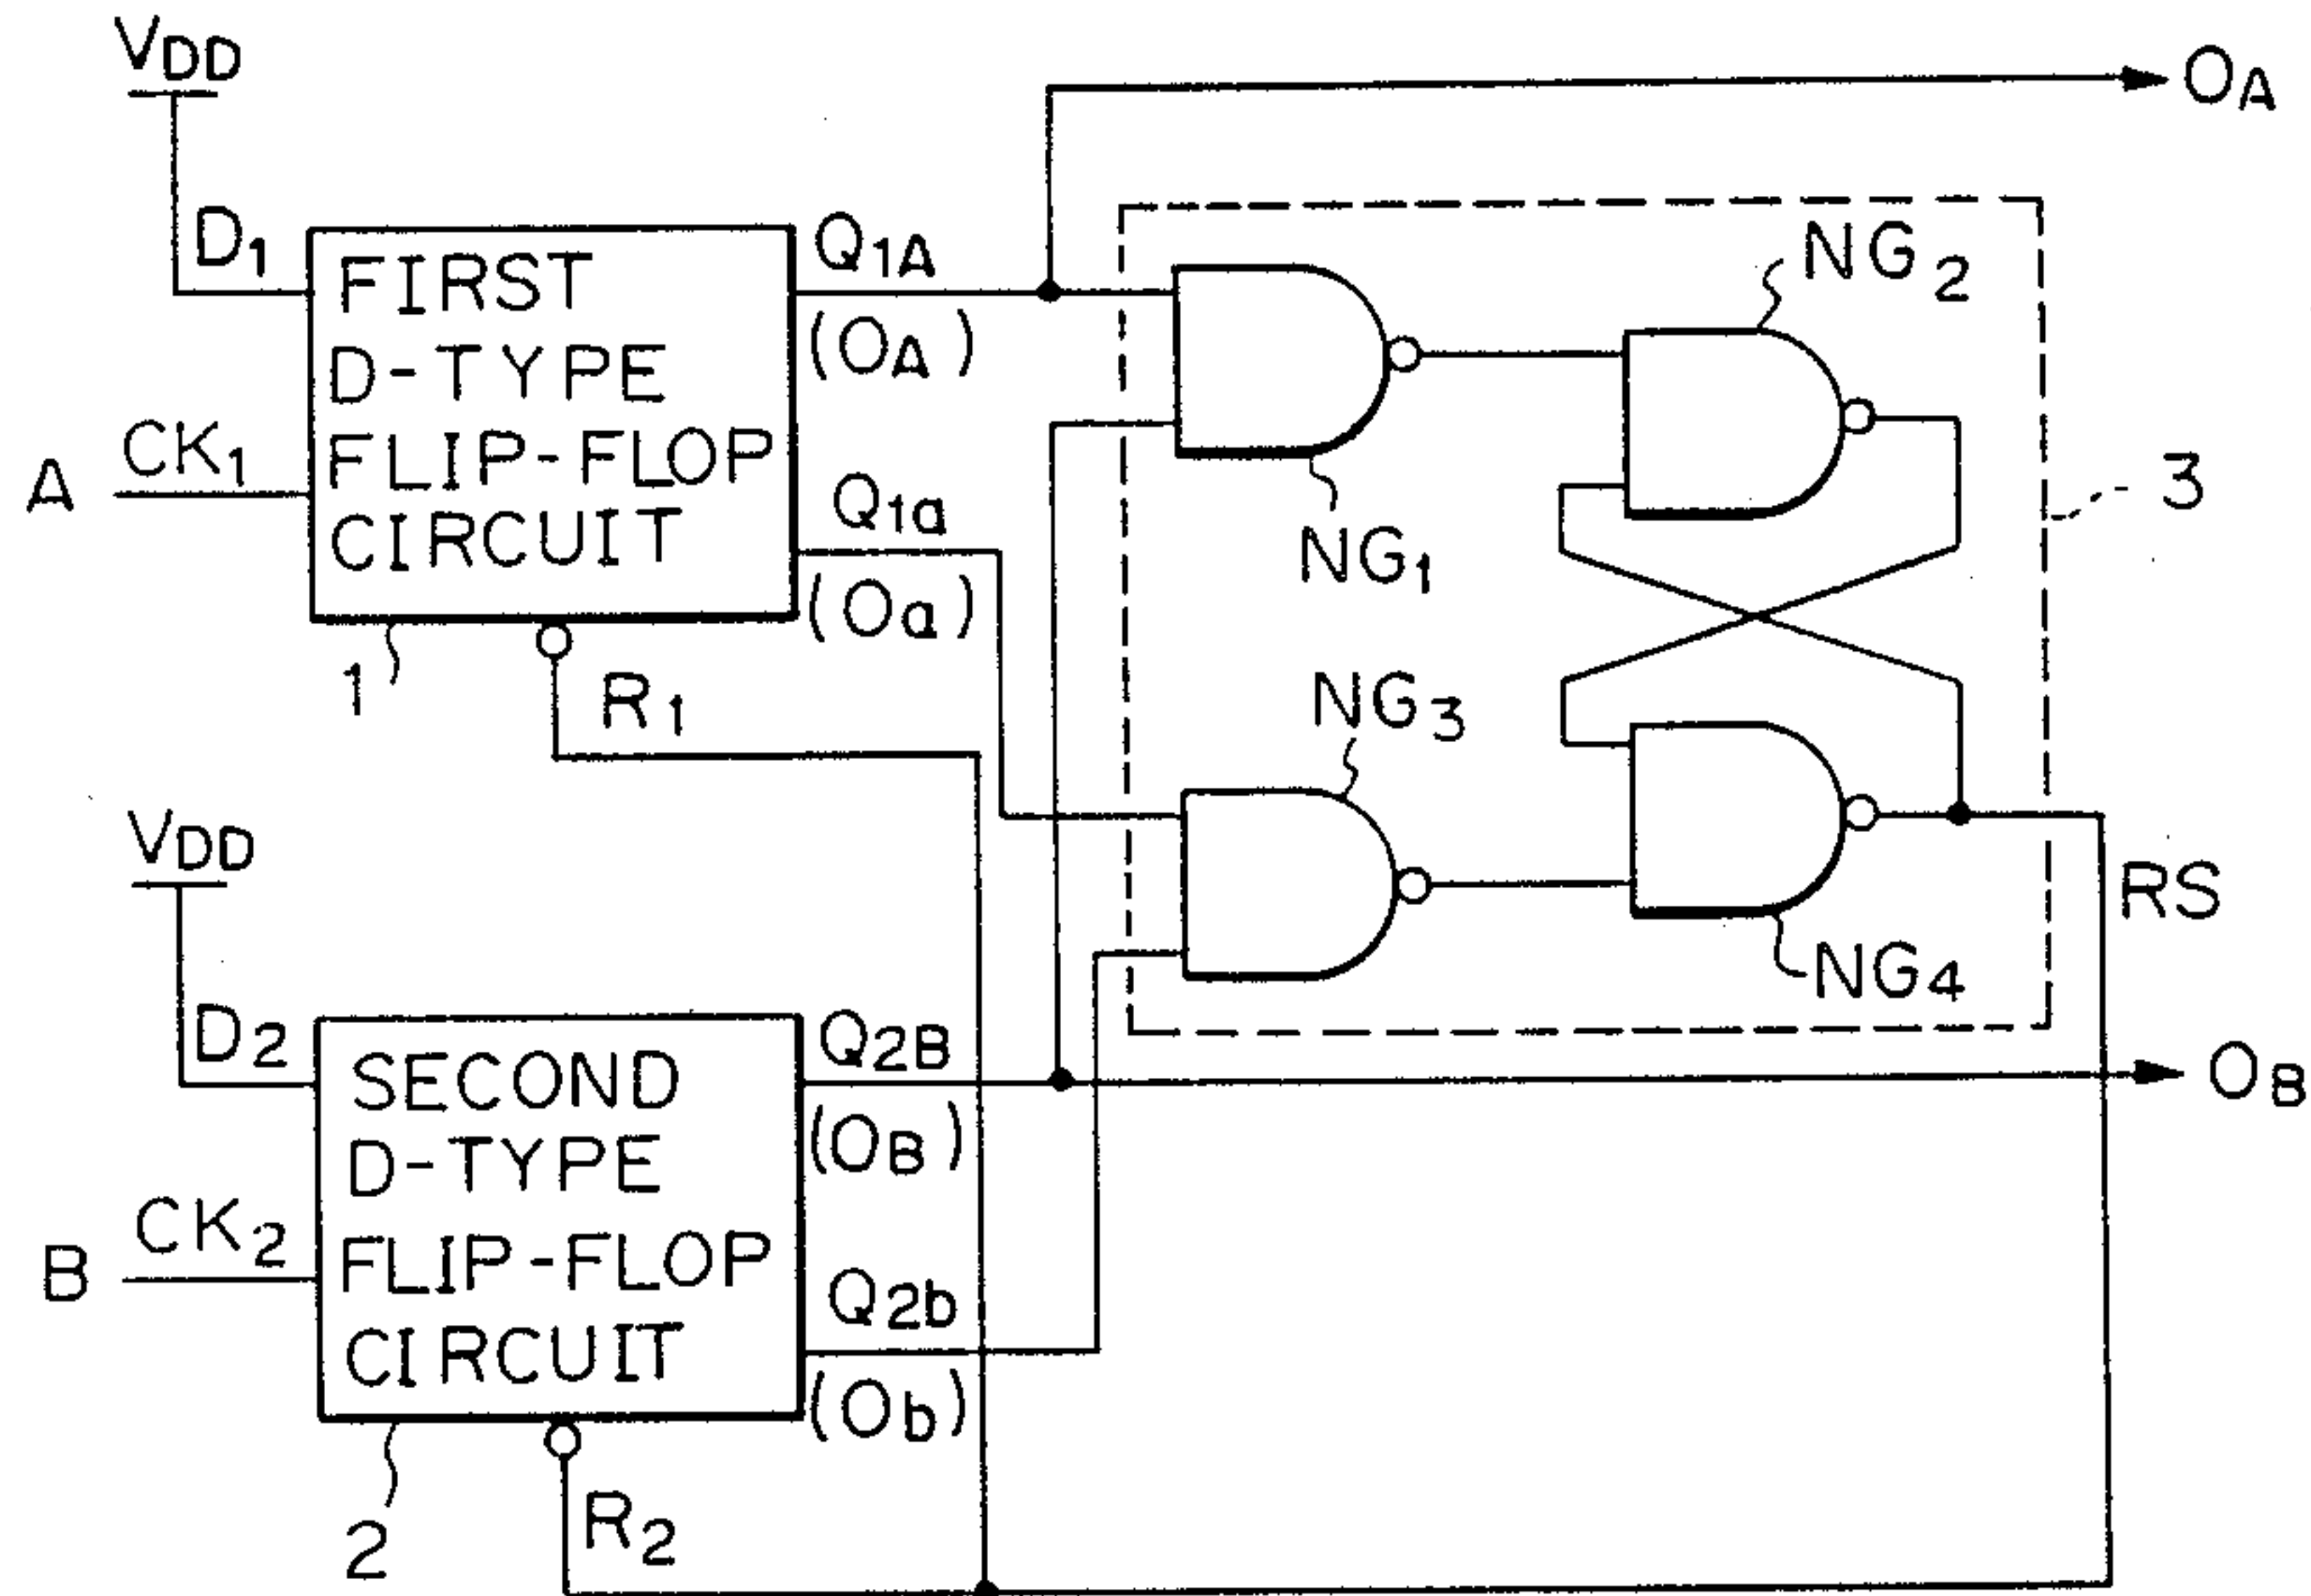 VDD
OA
D1
FIRST
D-TYPE
FLIP-FLOP
CIRCUIT
Q1A
(OA)
NG2
A
CK1
Q1a
(Oa)
NG1
3
1
R1
NG3
VDD
RS
NG4
D2
SECOND
D-TYPE
FLIP-FLOP
CIRCUIT
Q2B
(OB)
OB
B
CK2
Q2b
(Ob)
2
R2